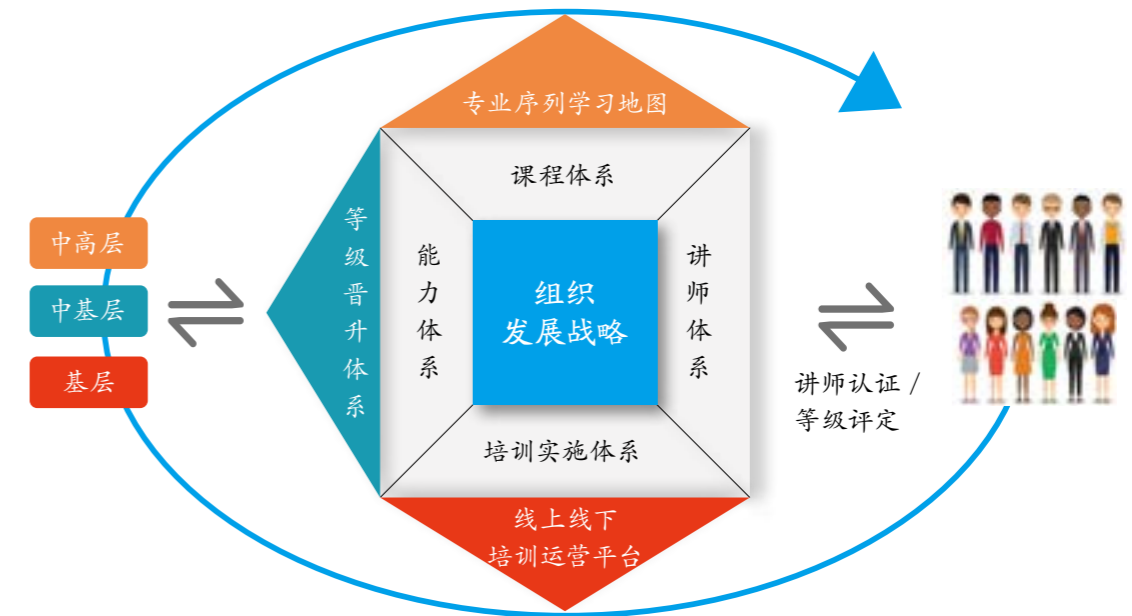 专业序列学习地图
课程体系
中高层
中基层
基层
等级晋升体系
能力体系
组织
发展战略
讲师体系
讲师认证 /
等级评定
培训实施体系
线上线下
培训运营平台